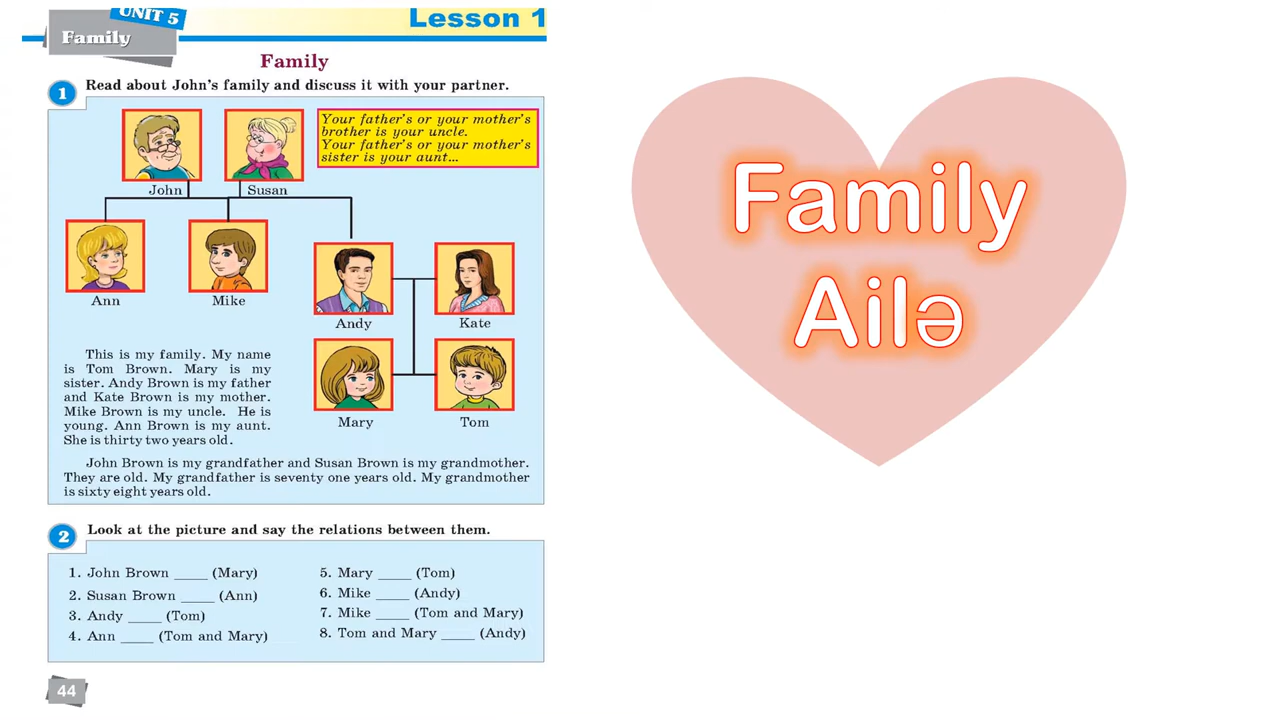 UNIT 5
Family
Lesson 1
Family
1 Read about John's family and discuss it with your partner.
Your father's or your mother's
brother is your uncle.
Your father's or your mother's
sister is your aunt...
John
Susan
Ann
Mike
Andy
Kate
Mary
Tom
This is my family. My name
is Tom Brown. Mary is my
sister. Andy Brown is my father
and Kate Brown is my mother.
Mike Brown is my uncle. He is
young. Ann Brown is my aunt.
She is thirty two years old.
John Brown is my grandfather and Susan Brown is my grandmother.
They are old. My grandfather is seventy one years old. My grandmother
is sixty eight years old.
2 Look at the picture and say the relations between them.
1. John Brown ____ (Mary)
2. Susan Brown ____ (Ann)
3. Andy ____ (Tom)
4. Ann ____ (Tom and Mary)
5. Mary ____ (Tom)
6. Mike ____ (Andy)
7. Mike ____ (Tom and Mary)
8. Tom and Mary ____ (Andy)
44
Family
Ailə